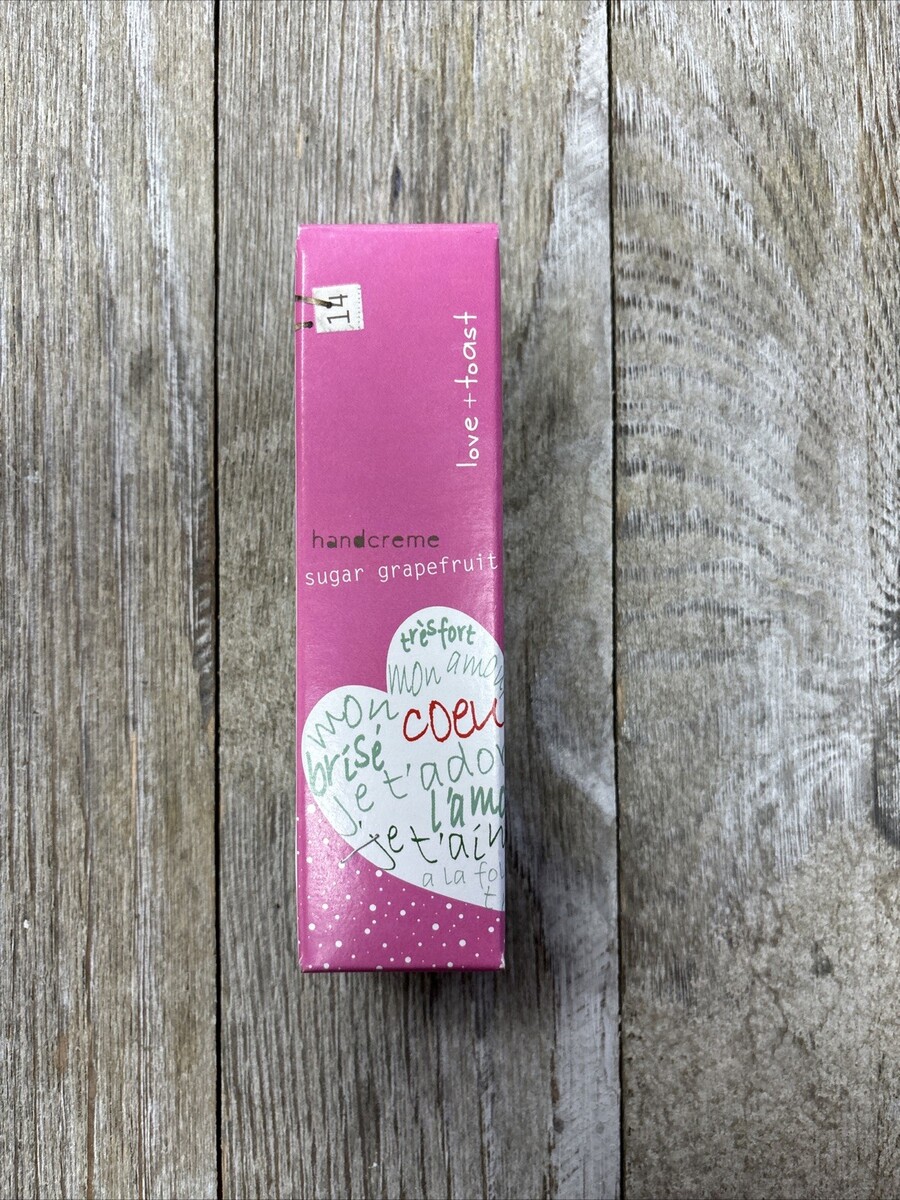 14
love + toast
handcreme
sugar grapefruit
très fort
mon
mon
coeu
brisé
je t'ado
l'am
je t'ai
a la fo
t